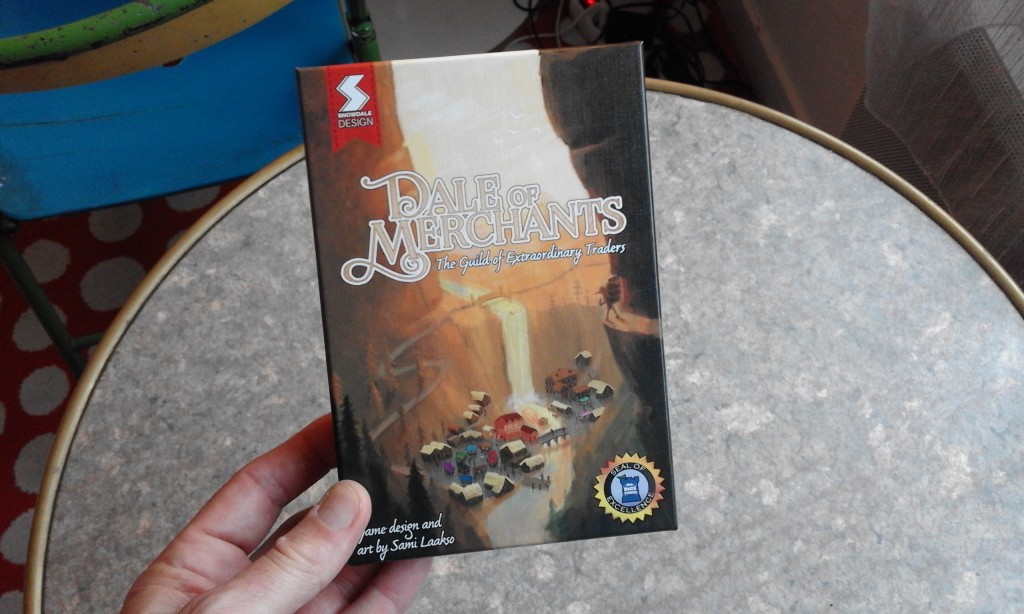 SNOWDALE
DESIGN
DALE OF
MERCHANTS
The Guild of Extraordinary Traders
SEAL OF
EXCELLENCE
game design and
art by Sami Laakso